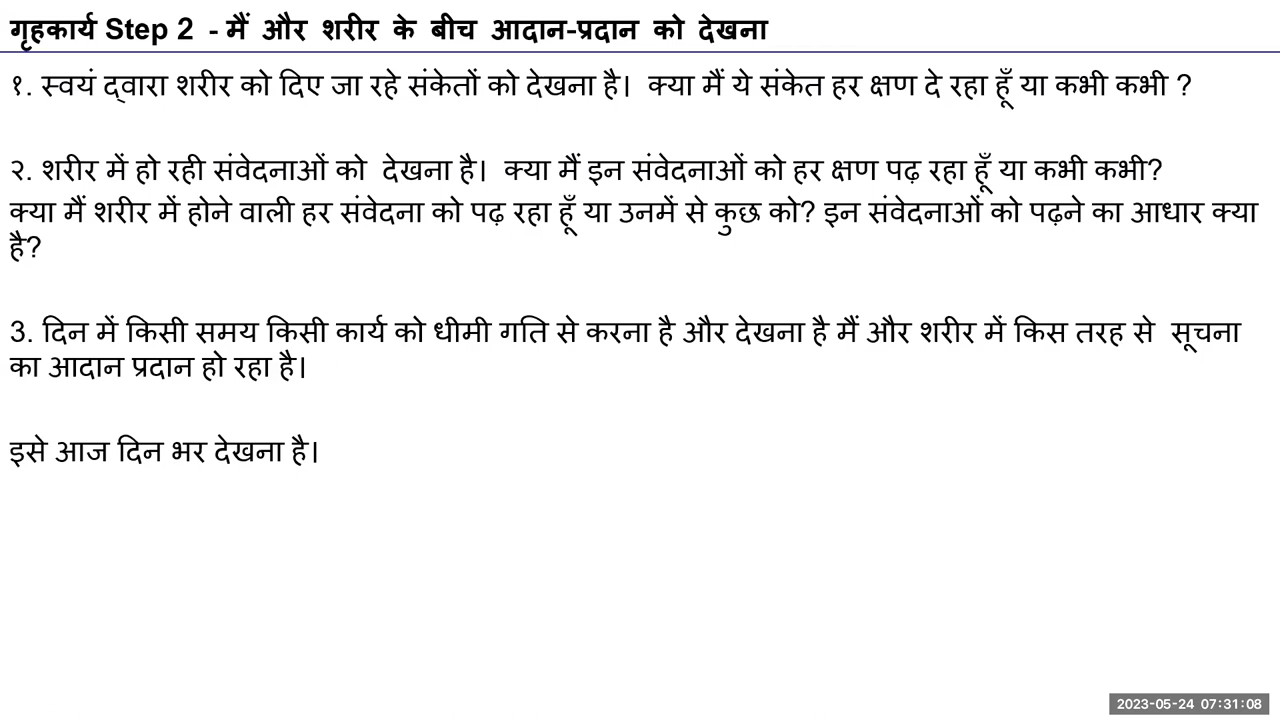 गृहकार्य Step 2 - मैं और शरीर के बीच आदान-प्रदान को देखना
१. स्वयं द्वारा शरीर को दिए जा रहे संकेतों को देखना है। क्या मैं ये संकेत हर क्षण दे रहा हूँ या कभी कभी ?
२. शरीर में हो रही संवेदनाओं को देखना है। क्या मैं इन संवेदनाओं को हर क्षण पढ़ रहा हूँ या कभी कभी?
क्या मैं शरीर में होने वाली हर संवेदना को पढ़ रहा हूँ या उनमें से कुछ को? इन संवेदनाओं को पढ़ने का आधार क्या
है?
3. दिन में किसी समय किसी कार्य को धीमी गति से करना है और देखना है मैं और शरीर में किस तरह से सूचना
का आदान प्रदान हो रहा है।
इसे आज दिन भर देखना है।
2023-05-24 07:31:08